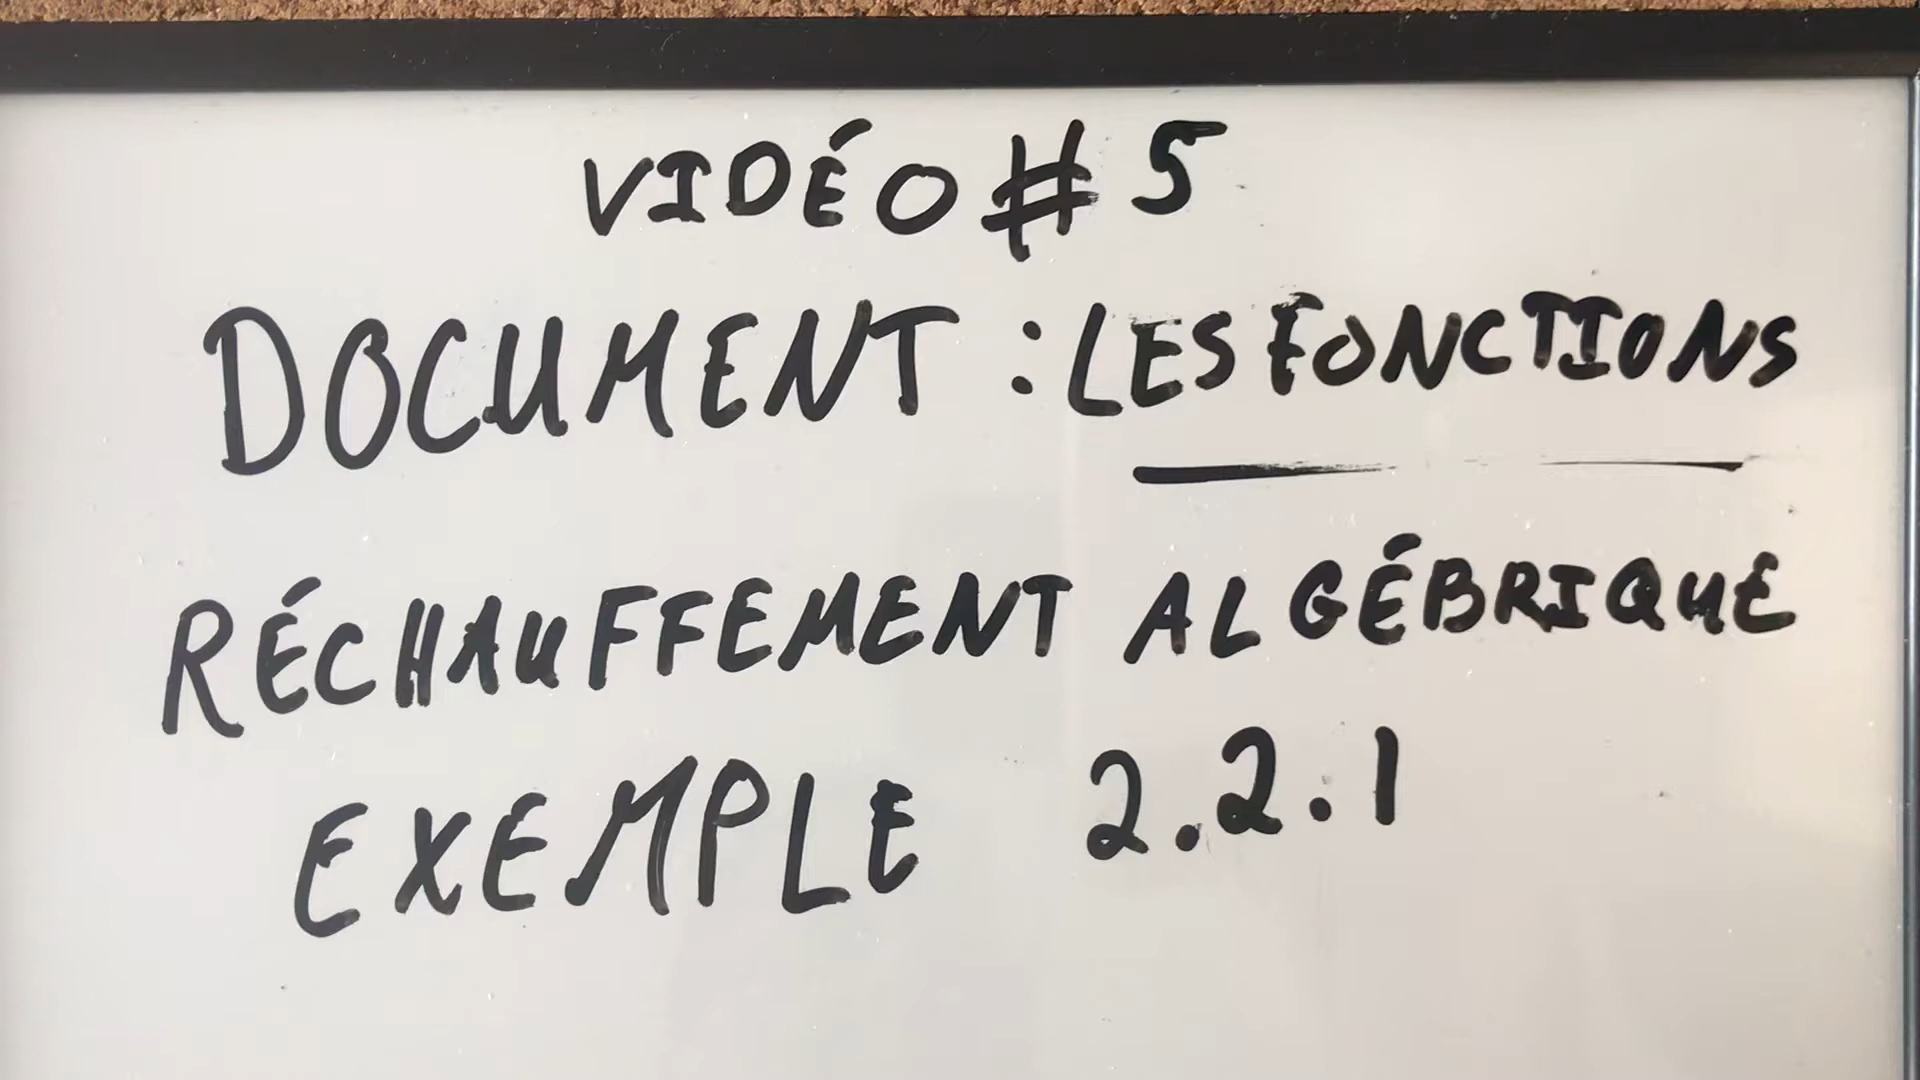 VIDÉO # 5
DOCUMENT : LES FONCTIONS
RÉCHAUFFEMENT ALGÉBRIQUE
EXEMPLE 2.2.1